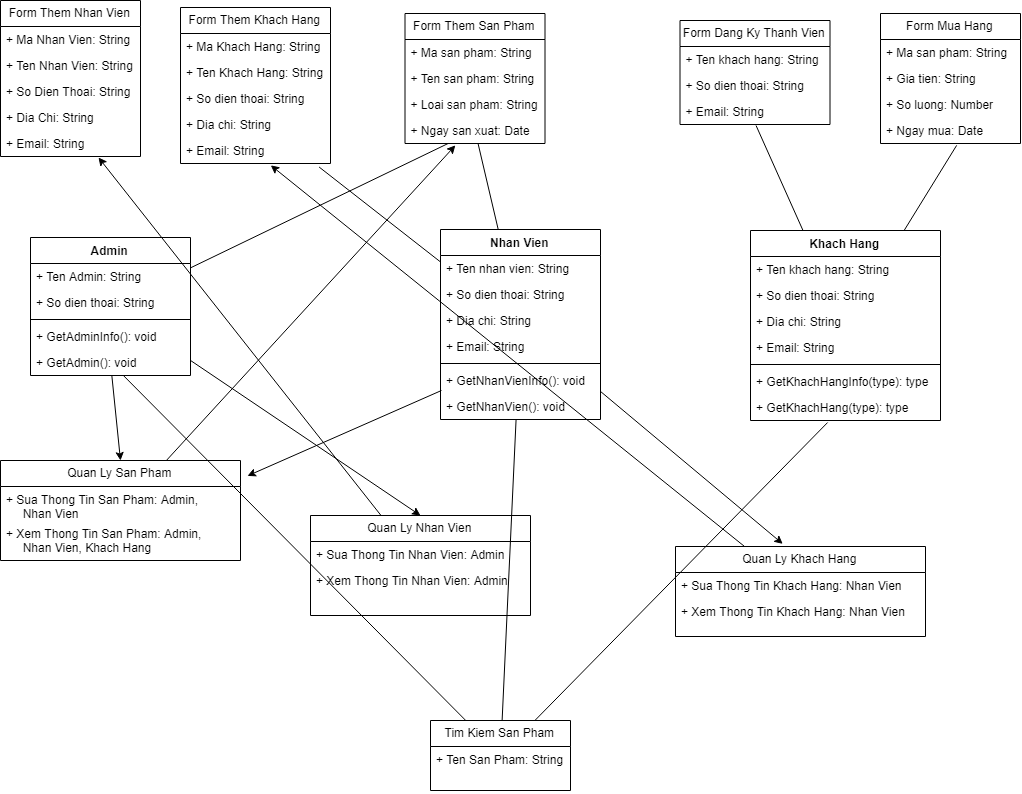 Form Them Nhan Vien
+ Ma Nhan Vien: String
+ Ten Nhan Vien: String
+ So Dien Thoai: String
+ Dia Chi: String
+ Email: String
Form Them Khach Hang
+ Ma Khach Hang: String
+ Ten Khach Hang: String
+ So dien thoai: String
+ Dia chi: String
+ Email: String
Form Them San Pham
+ Ma san pham: String
+ Ten san pham: String
+ Loai san pham: String
+ Ngay san xuat: Date
Form Dang Ky Thanh Vien
+ Ten khach hang: String
+ So dien thoai: String
+ Email: String
Form Mua Hang
+ Ma san pham: String
+ Gia tien: String
+ So luong: Number
+ Ngay mua: Date
Admin
+ Ten Admin: String
+ So dien thoai: String
+ GetAdminInfo(): void
+ GetAdmin(): void
Nhan Vien
+ Ten nhan vien: String
+ So dien thoai: String
+ Dia chi: String
+ Email: String
+ GetNhanVienInfo(): void
+ GetNhanVien(): void
Khach Hang
+ Ten khach hang: String
+ So dien thoai: String
+ Dia chi: String
+ Email: String
+ GetKhachHangInfo(type): type
+ GetKhachHang(type): type
Quan Ly San Pham
+ Sua Thong Tin San Pham: Admin,
Nhan Vien
+ Xem Thong Tin San Pham: Admin,
Nhan Vien, Khach Hang
Quan Ly Nhan Vien
+ Sua Thong Tin Nhan Vien: Admin
+ Xem Thong Tin Nhan Vien: Admin
Quan Ly Khach Hang
+ Sua Thong Tin Khach Hang: Nhan Vien
+ Xem Thong Tin Khach Hang: Nhan Vien
Tim Kiem San Pham
+ Ten San Pham: String